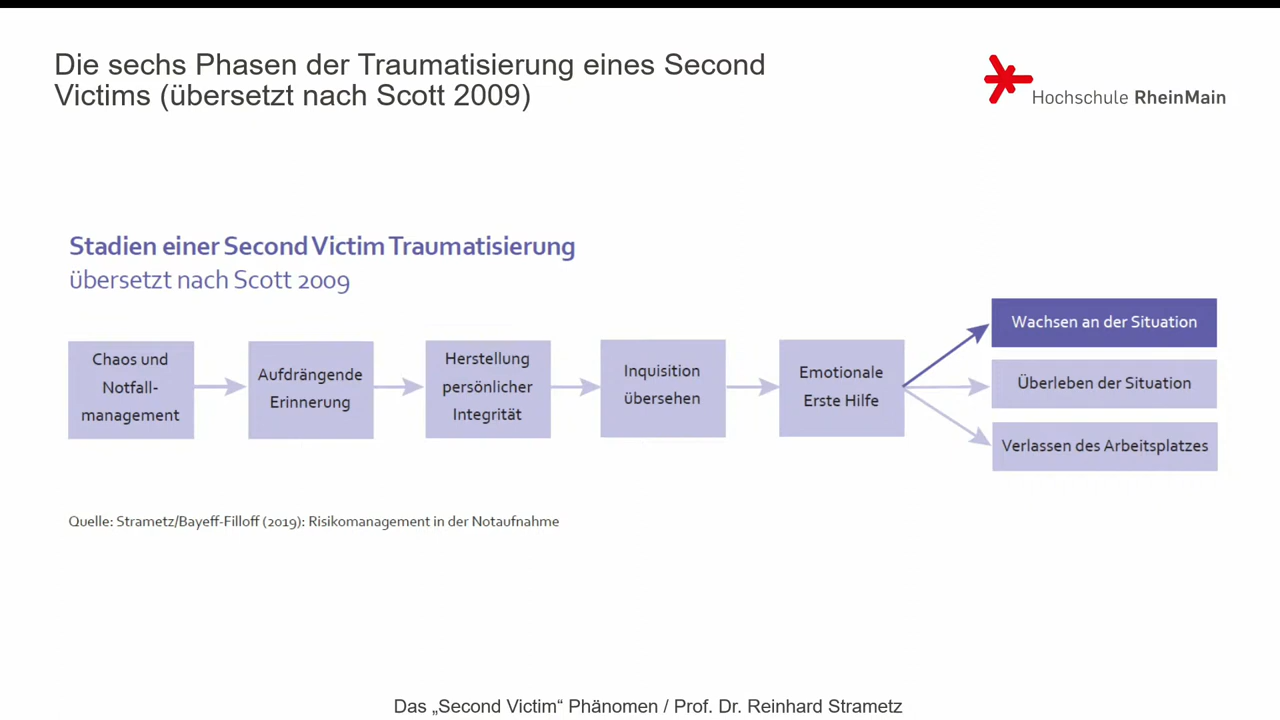 Die sechs Phasen der Traumatisierung eines Second
Victims (übersetzt nach Scott 2009)
Hochschule RheinMain
Stadien einer Second Victim Traumatisierung
übersetzt nach Scott 2009
Chaos und
Notfall-
management
Aufdrängende
Erinnerung
Herstellung
persönlicher
Integrität
Inquisition
übersehen
Emotionale
Erste Hilfe
Wachsen an der Situation
Überleben der Situation
Verlassen des Arbeitsplatzes
Quelle: Strametz/Bayeff-Filloff (2019): Risikomanagement in der Notaufnahme
Das „Second Victim“ Phänomen / Prof. Dr. Reinhard Strametz